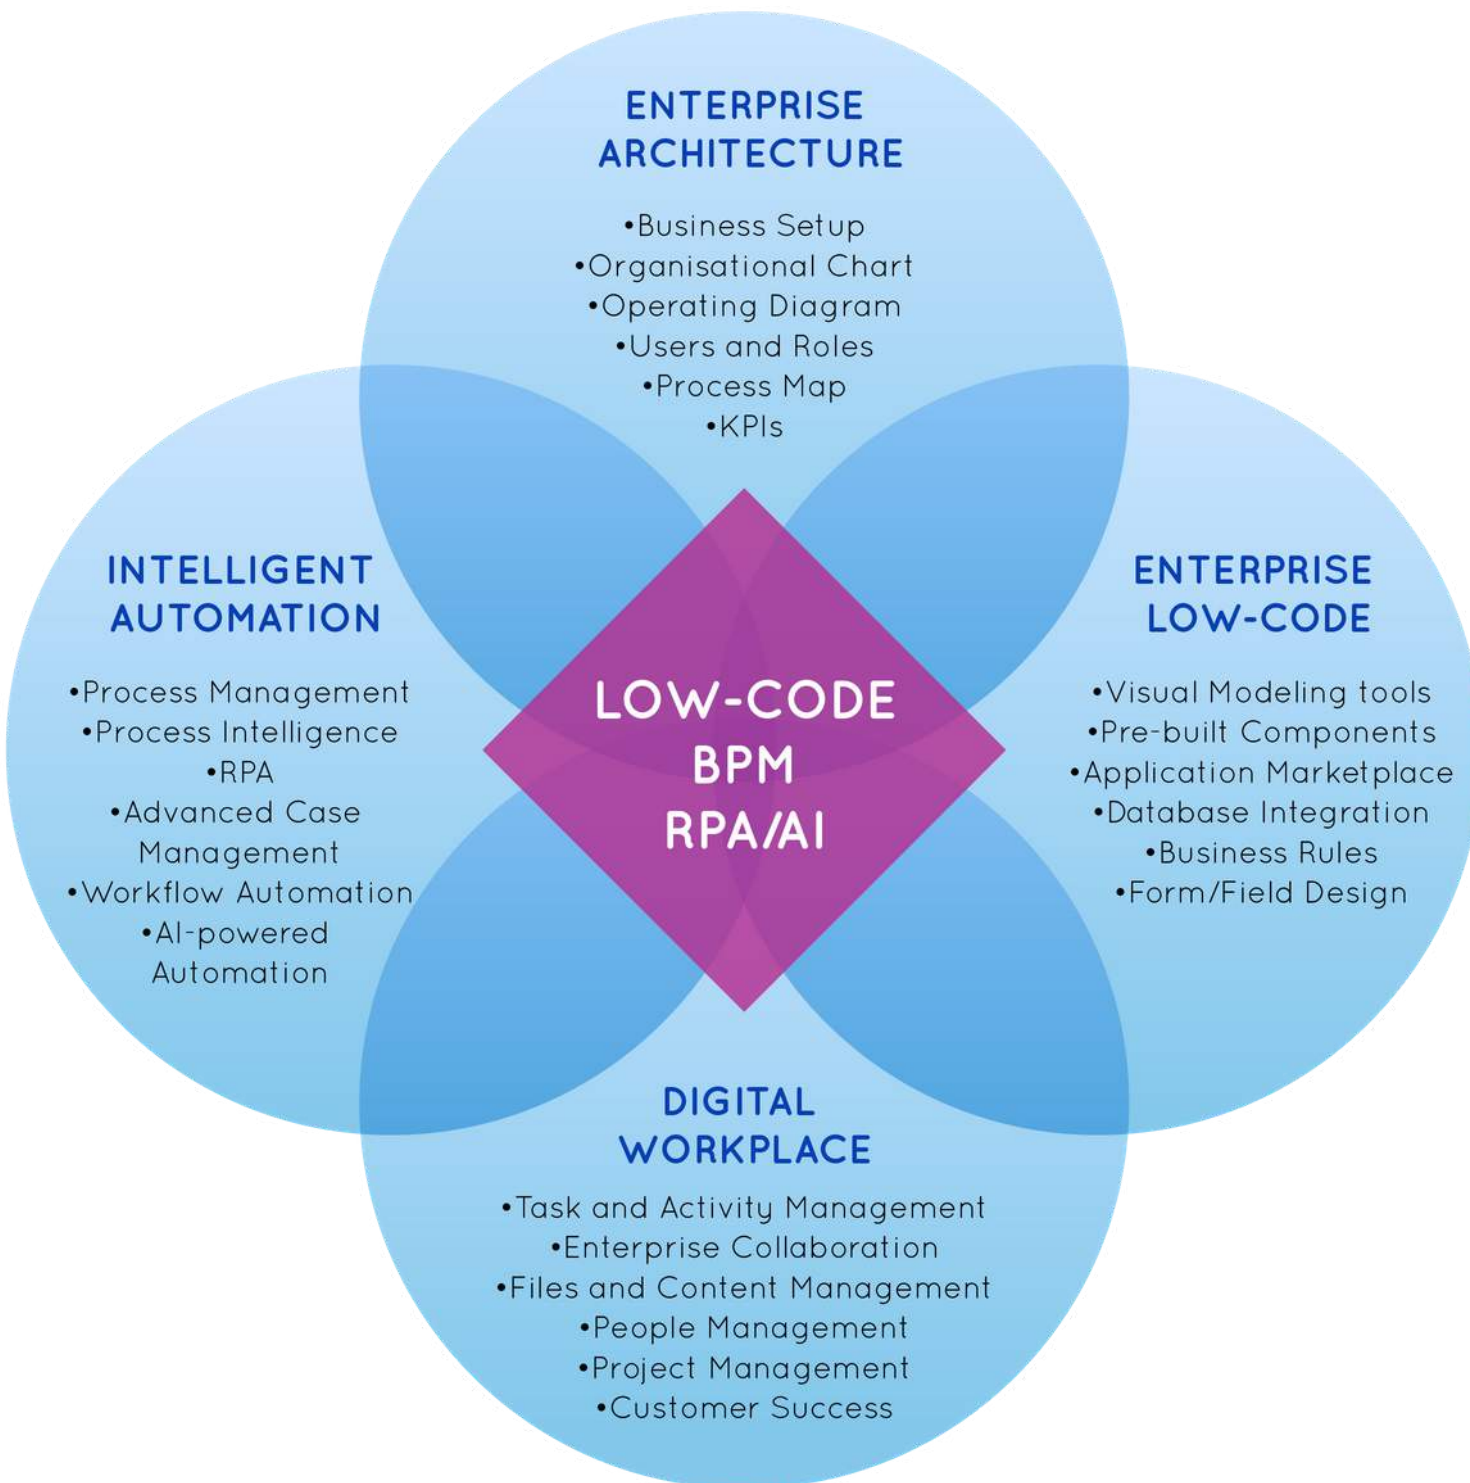 ENTERPRISE
ARCHITECTURE
•Business Setup
•Organisational Chart
•Operating Diagram
•Users and Roles
•Process Map
•KPIs
INTELLIGENT
AUTOMATION
•Process Management
•Process Intelligence
•RPA
•Advanced Case
Management
•Workflow Automation
•AI-powered
Automation
LOW-CODE
BPM
RPA/AI
ENTERPRISE
LOW-CODE
•Visual Modeling tools
•Pre-built Components
•Application Marketplace
•Database Integration
•Business Rules
•Form/Field Design
DIGITAL
WORKPLACE
•Task and Activity Management
•Enterprise Collaboration
•Files and Content Management
•People Management
•Project Management
•Customer Success